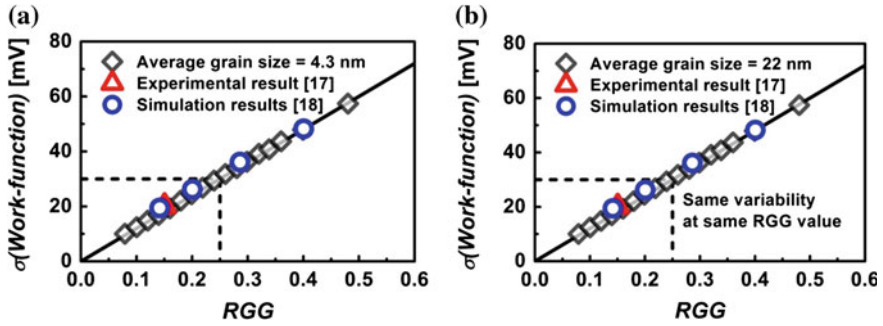 (a)
80
60
40
20
0
σ(Work-function) [mV]
Average grain size = 4.3 nm
Experimental result [17]
Simulation results [18]
0.0 0.1 0.2 0.3 0.4 0.5 0.6
RGG
(b)
80
60
40
20
0
σ(Work-function) [mV]
Average grain size = 22 nm
Experimental result [17]
Simulation results [18]
Same variability
at same RGG value
0.0 0.1 0.2 0.3 0.4 0.5 0.6
RGG